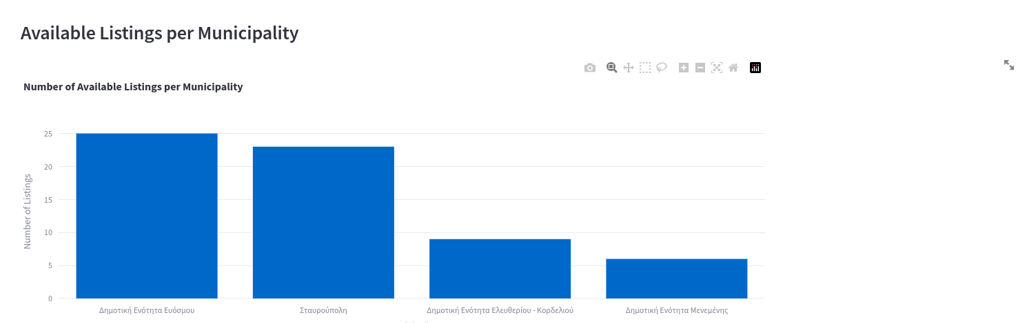 Available Listings per Municipality
Number of Available Listings per Municipality
25
20
15
10
5
0
Number of Listings
Δημοτική Ενότητα Ευόσμου
Σταυρούπολη
Δημοτική Ενότητα Ελευθερίου - Κορδελιού
Δημοτική Ενότητα Μενεμένης